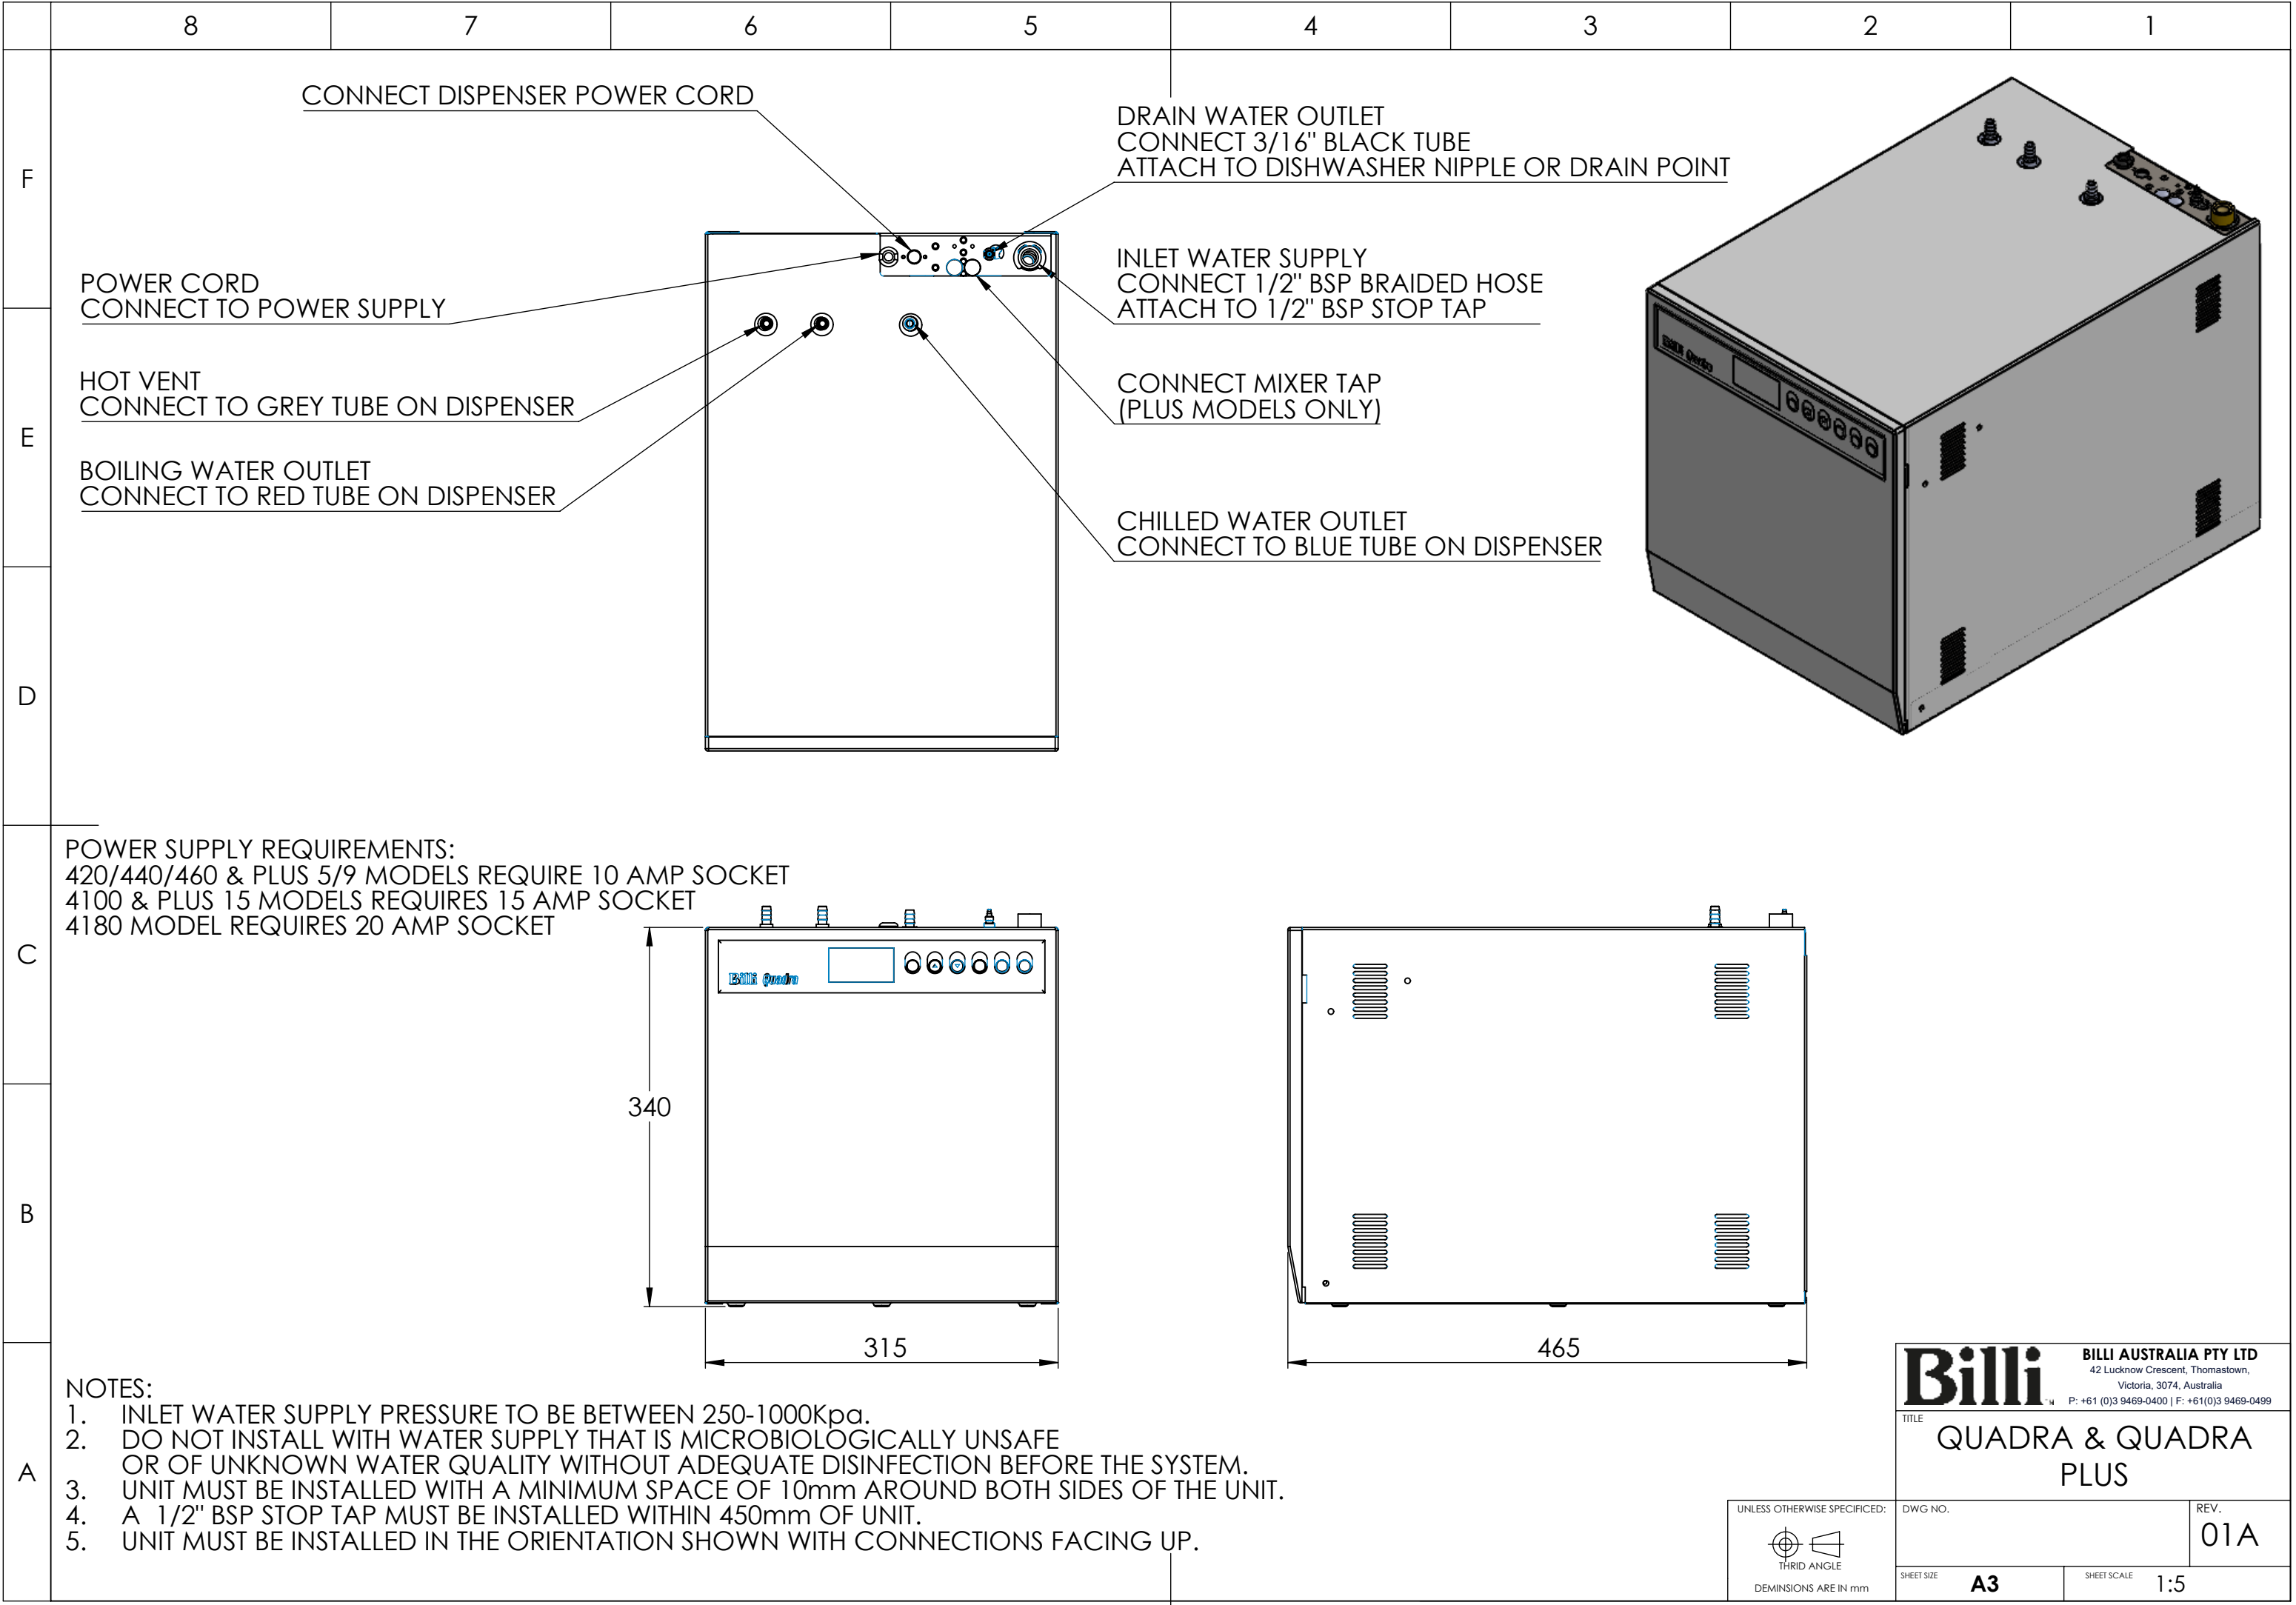 8 7 6 5 4 3 2 1
F
E
D
C
B
A
CONNECT DISPENSER POWER CORD
DRAIN WATER OUTLET
CONNECT 3/16" BLACK TUBE
ATTACH TO DISHWASHER NIPPLE OR DRAIN POINT
POWER CORD
CONNECT TO POWER SUPPLY
INLET WATER SUPPLY
CONNECT 1/2" BSP BRAIDED HOSE
ATTACH TO 1/2" BSP STOP TAP
HOT VENT
CONNECT TO GREY TUBE ON DISPENSER
CONNECT MIXER TAP
(PLUS MODELS ONLY)
BOILING WATER OUTLET
CONNECT TO RED TUBE ON DISPENSER
CHILLED WATER OUTLET
CONNECT TO BLUE TUBE ON DISPENSER
Billi Quadra
POWER SUPPLY REQUIREMENTS:
420/440/460 & PLUS 5/9 MODELS REQUIRE 10 AMP SOCKET
4100 & PLUS 15 MODELS REQUIRES 15 AMP SOCKET
4180 MODEL REQUIRES 20 AMP SOCKET
Billi Quadra
340
315
465
NOTES:
1. INLET WATER SUPPLY PRESSURE TO BE BETWEEN 250-1000Kpa.
2. DO NOT INSTALL WITH WATER SUPPLY THAT IS MICROBIOLOGICALLY UNSAFE
OR OF UNKNOWN WATER QUALITY WITHOUT ADEQUATE DISINFECTION BEFORE THE SYSTEM.
3. UNIT MUST BE INSTALLED WITH A MINIMUM SPACE OF 10mm AROUND BOTH SIDES OF THE UNIT.
4. A 1/2" BSP STOP TAP MUST BE INSTALLED WITHIN 450mm OF UNIT.
5. UNIT MUST BE INSTALLED IN THE ORIENTATION SHOWN WITH CONNECTIONS FACING UP.
Billi™
BILLI AUSTRALIA PTY LTD
42 Lucknow Crescent, Thomastown,
Victoria, 3074, Australia
P: +61 (0)3 9469-0400 | F: +61(0)3 9469-0499
TITLE
QUADRA & QUADRA
PLUS
UNLESS OTHERWISE SPECIFICED:
THRID ANGLE
DEMINSIONS ARE IN mm
DWG NO.
REV.
01A
SHEET SIZE
A3
SHEET SCALE
1:5